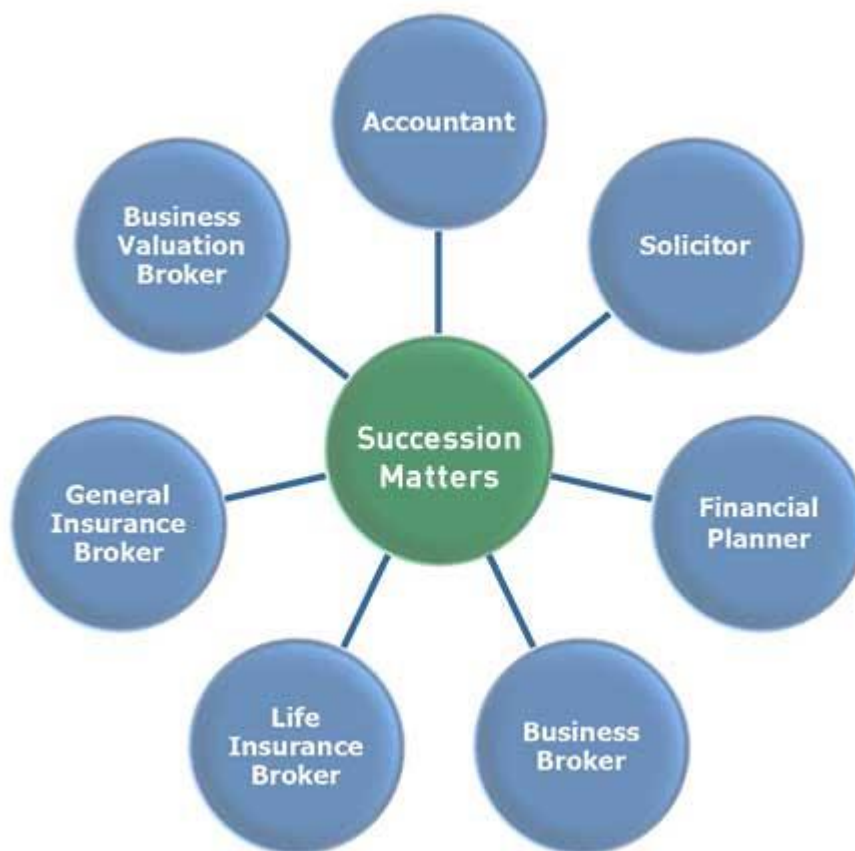 Accountant
Solicitor
Financial
Planner
Business
Broker
Life
Insurance
Broker
General
Insurance
Broker
Business
Valuation
Broker
Succession
Matters